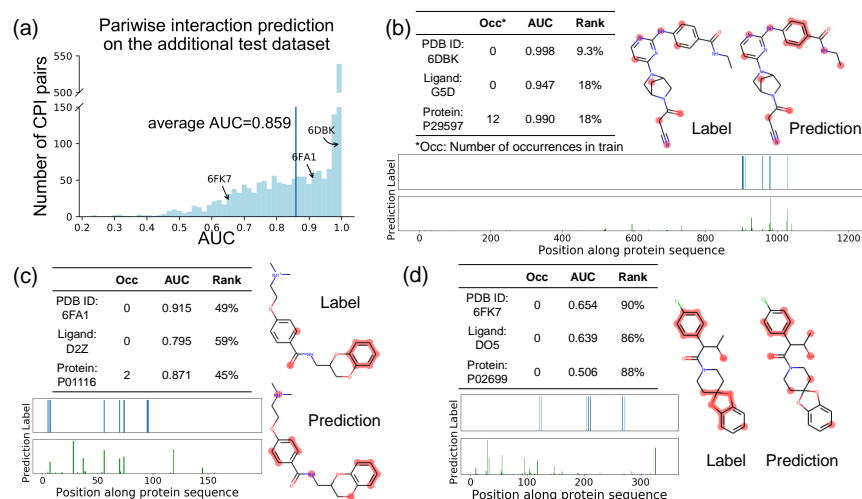 (a)
Pariwise interaction prediction
on the additional test dataset
Number of CPI pairs
550
500
150
100
50
0
average AUC=0.859
6DBK
6FA1
6FK7
0.2 0.3 0.4 0.5 0.6 0.7 0.8 0.9 1.0
AUC
(b)
Occ* AUC Rank
PDB ID: 6DBK 0 0.998 9.3%
Ligand: G5D 0 0.947 18%
Protein: P29597 12 0.990 18%
*Occ: Number of occurrences in train
Label Prediction
Prediction Label
0 200 400 600 800 1000 1200
Position along protein sequence
(c)
Occ AUC Rank
PDB ID: 6FA1 0 0.915 49%
Ligand: D2Z 0 0.795 59%
Protein: P01116 2 0.871 45%
Label
Prediction
Prediction Label
0 50 100 150
Position along protein sequence
(d)
Occ AUC Rank
PDB ID: 6FK7 0 0.654 90%
Ligand: DO5 0 0.639 86%
Protein: P02699 0 0.506 88%
Prediction Label
0 100 200 300
Position along protein sequence
Label Prediction